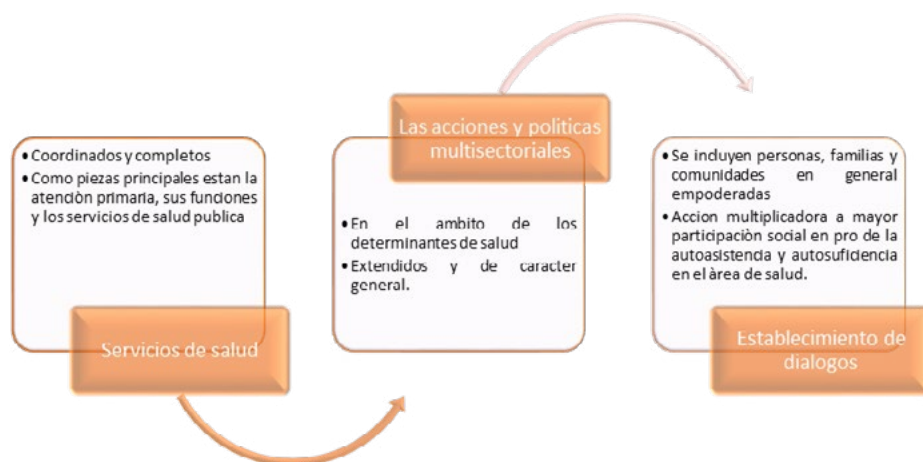 • Coordinados y completos
• Como piezas principales estan la
atenciòn primaria, sus funciones
y los servicios de salud publica
Servicios de salud
Las acciones y politicas
multisectoriales
• En el ambito de los
determantes de salud
• Extendidos y de caracter
general.
• Se incluyen personas, familias y
comunidades en general
empoderadas
• Accion multiplicadora a mayor
participaciòn social en pro de la
autoasistencia y autosuficiencia
en el àrea de salud.
Establecimiento de
dialogos